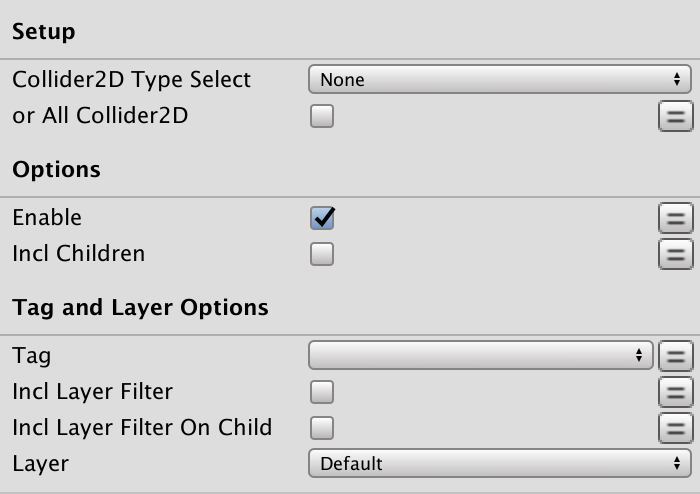 Setup
Collider2D Type Select None
or All Collider2D
Options
Enable
Incl Children
Tag and Layer Options
Tag
Incl Layer Filter
Incl Layer Filter On Child
Layer Default